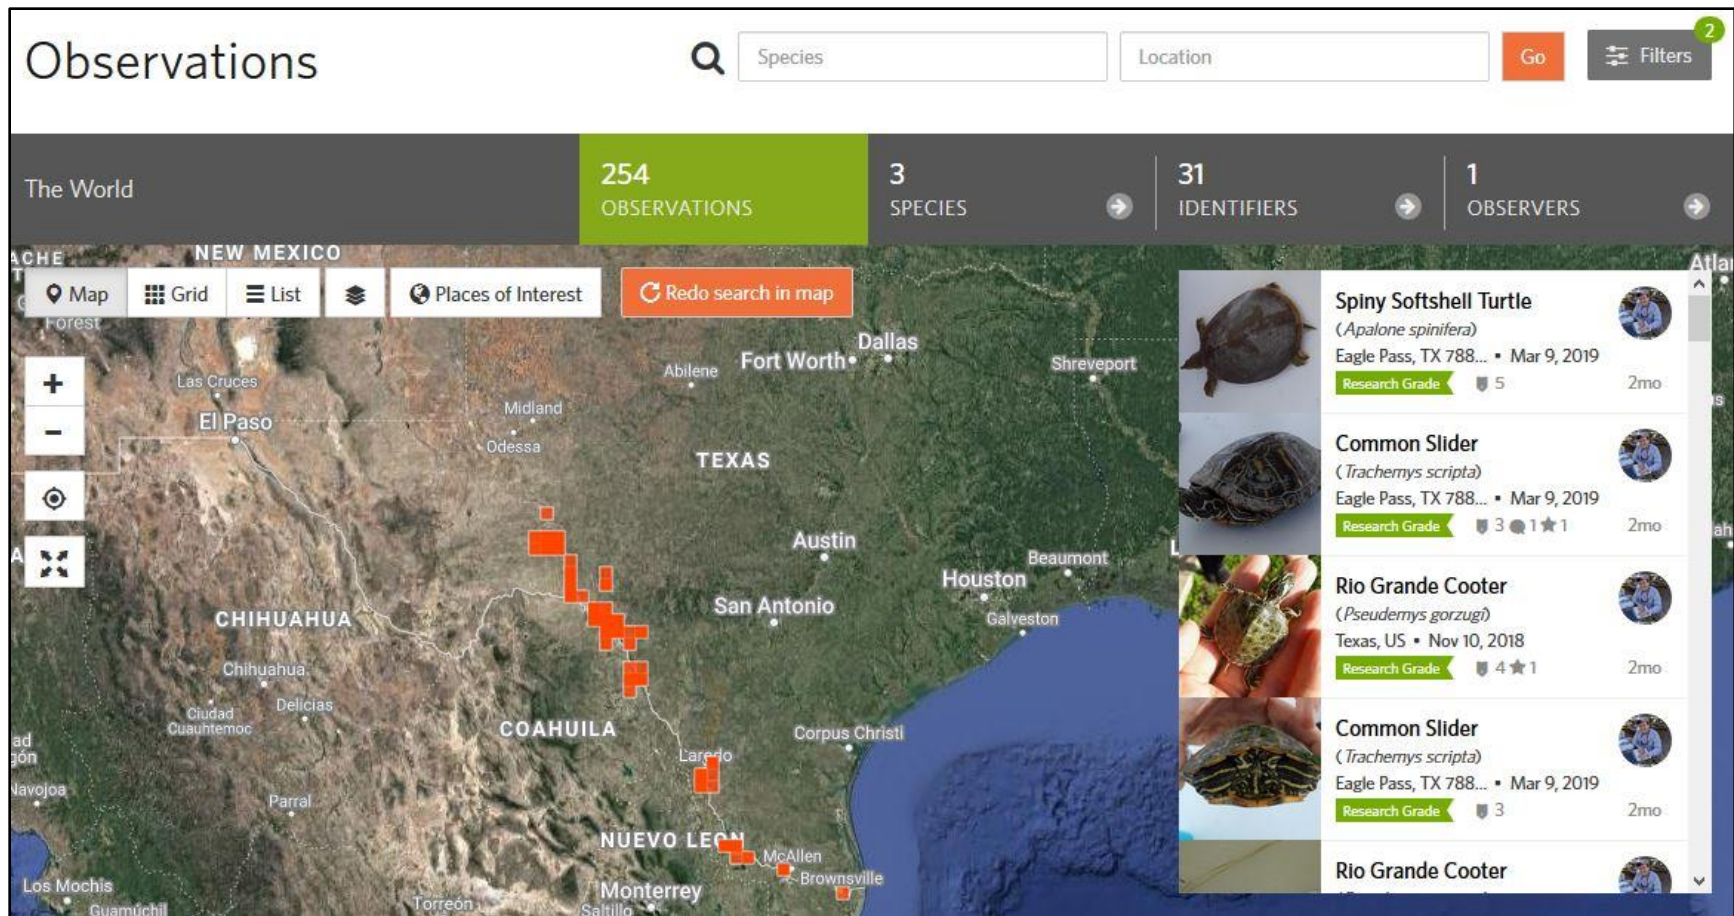 Observations
Species
Location
Go
Filters
2
The World
254
OBSERVATIONS
3
SPECIES
31
IDENTIFIERS
1
OBSERVERS
Map
Grid
List
Places of Interest
Redo search in map
+
−
NEW MEXICO
Forest
Las Cruces
El Paso
Midland
Odessa
Abilene
Fort Worth
Dallas
Shreveport
TEXAS
Austin
Beaumont
Houston
San Antonio
Galveston
CHIHUAHUA
Chihuahua
Delicias
Ciudad
Cuauhtemoc
COAHUILA
Corpus Christi
Laredo
Navojoa
Parral
NUEVO LEON
McAllen
Brownsville
Los Mochis
Guamúchil
Torreón
Monterrey
Saltillo
Spiny Softshell Turtle
(Apalone spinifera)
Eagle Pass, TX 788... • Mar 9, 2019
Research Grade 5 2mo
Common Slider
(Trachemys scripta)
Eagle Pass, TX 788... • Mar 9, 2019
Research Grade 3 1 1 2mo
Rio Grande Cooter
(Pseudemys gorzugi)
Texas, US • Nov 10, 2018
Research Grade 4 1 2mo
Common Slider
(Trachemys scripta)
Eagle Pass, TX 788... • Mar 9, 2019
Research Grade 3 2mo
Rio Grande Cooter